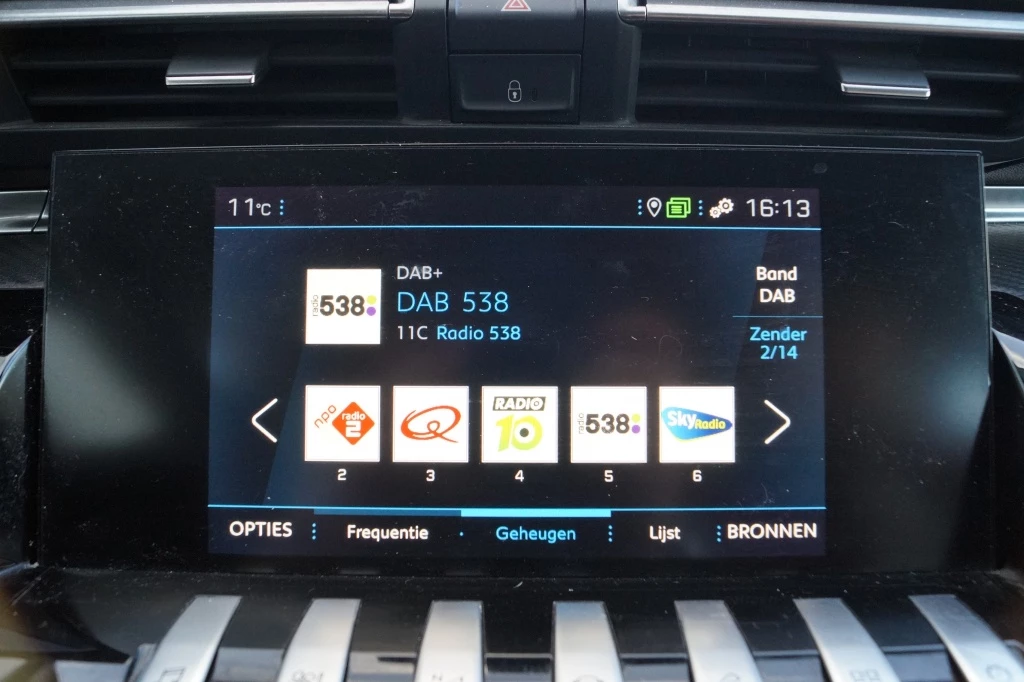 11°C
16:13
radio 538
DAB+
DAB 538
11C Radio 538
Band
DAB
Zender
2/14
npo radio 2
Q
RADIO 10
radio 538
Sky Radio
2 3 4 5 6
OPTIES Frequentie Geheugen Lijst BRONNEN